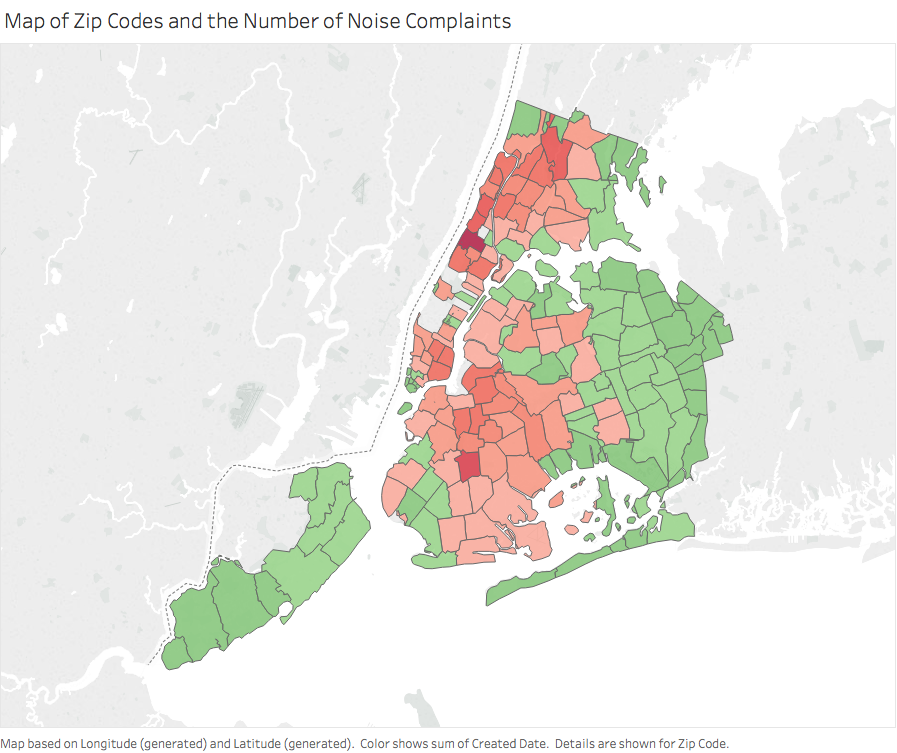 Map of Zip Codes and the Number of Noise Complaints
Map based on Longitude (generated) and Latitude (generated).  Color shows sum of Created Date.  Details are shown for Zip Code.